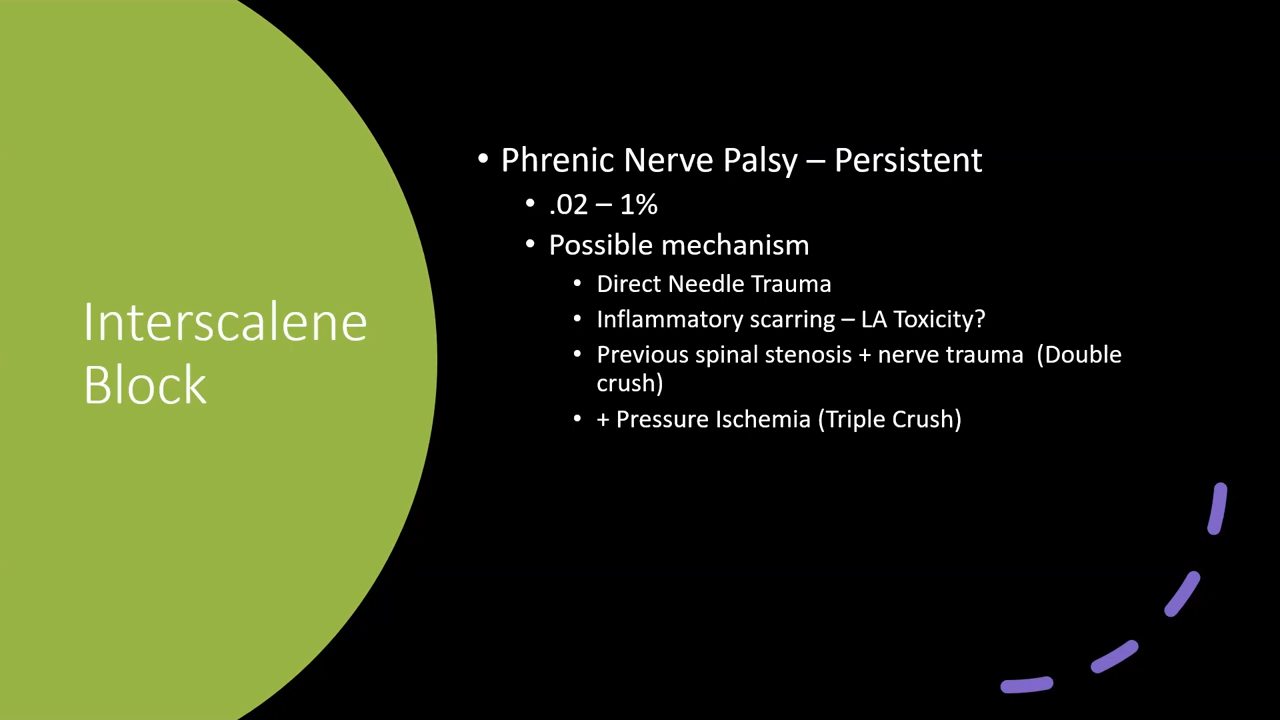 Interscalene
Block
• Phrenic Nerve Palsy – Persistent
• .02 – 1%
• Possible mechanism
• Direct Needle Trauma
• Inflammatory scarring – LA Toxicity?
• Previous spinal stenosis + nerve trauma  (Double
crush)
• + Pressure Ischemia (Triple Crush)